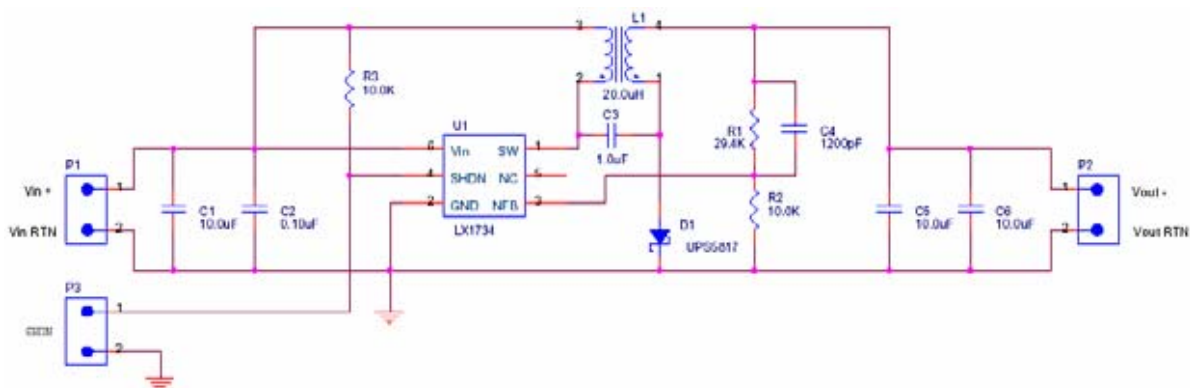 3 L1 4
R3
10.0K
2 1
20.0uH
C3
1.0uF
U1
6 Vin SW 1
4 SHDN NC 5
2 GND NFB 3
LX1734
R1
29.4K
C4
1200pF
R2
10.0K
D1
UPS5817
P1
Vin + 1
Vin RTN 2
C1
10.0uF
C2
0.10uF
C5
10.0uF
C6
10.0uF
P2
1 Vout -
2 Vout RTN
P3
1
2